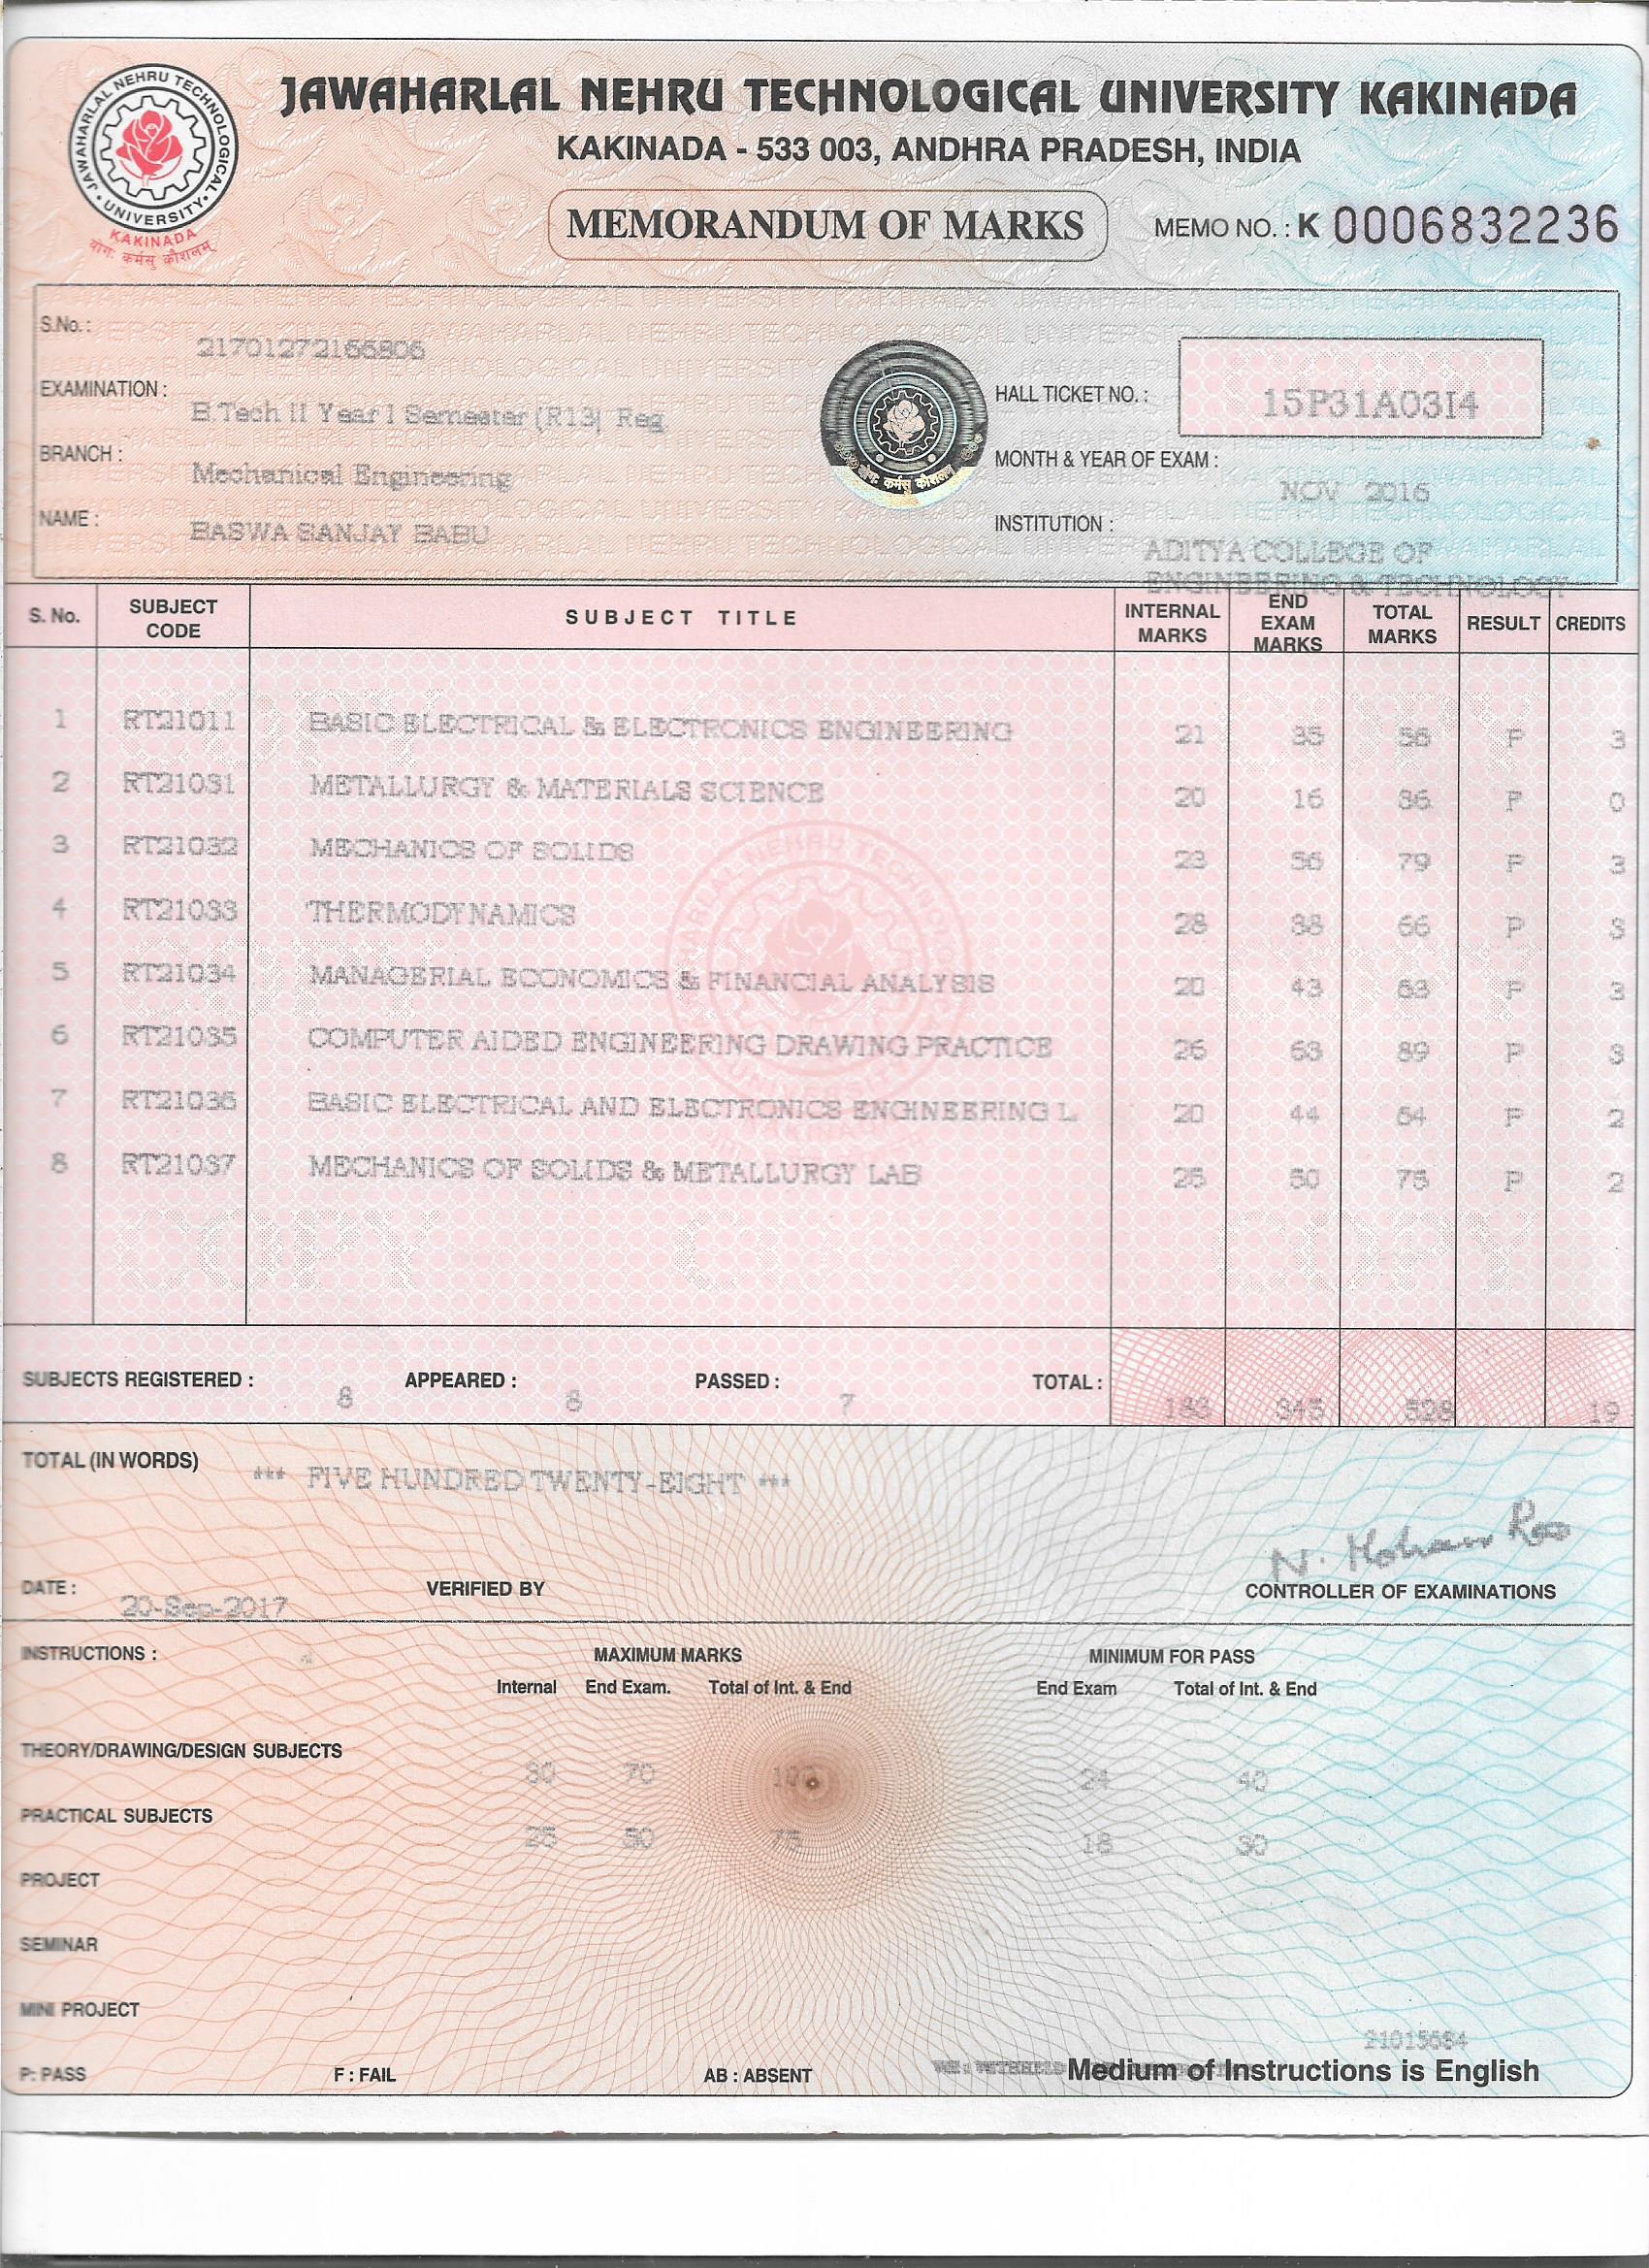 JAWAHARLAL NEHRU TECHNOLOGICAL UNIVERSITY KAKINADA
KAKINADA - 533 003, ANDHRA PRADESH, INDIA
JAWAHARLAL NEHRU TECHNOLOGICAL UNIVERSITY
KAKINADA
योगः कर्मसु कौशलम्
MEMORANDUM OF MARKS
MEMO NO. : K 0006832236
S.No. : 21701272166806
EXAMINATION : B.Tech II Year I Semester (R13) Reg.
BRANCH : Mechanical Engineering
NAME : BASWA SANJAY BABU
योगः कर्मसु कौशलम्
HALL TICKET NO. : 15P31A03I4
MONTH & YEAR OF EXAM : NOV 2016
INSTITUTION : ADITYA COLLEGE OF
ENGINEERING & TECHNOLOGY
S. No. SUBJECT CODE SUBJECT TITLE INTERNAL MARKS END EXAM MARKS TOTAL MARKS RESULT CREDITS
1 RT21011 BASIC ELECTRICAL & ELECTRONICS ENGINEERING 21 35 56 P 3
2 RT21031 METALLURGY & MATERIALS SCIENCE 20 16 36 F 0
3 RT21032 MECHANICS OF SOLIDS 23 56 79 P 3
4 RT21033 THERMODYNAMICS 28 38 66 P 3
5 RT21034 MANAGERIAL ECONOMICS & FINANCIAL ANALYSIS 20 43 63 P 3
6 RT21035 COMPUTER AIDED ENGINEERING DRAWING PRACTICE 26 63 89 P 3
7 RT21036 BASIC ELECTRICAL AND ELECTRONICS ENGINEERING L 20 44 64 P 2
8 RT21037 MECHANICS OF SOLIDS & METALLURGY LAB 25 50 75 P 2
COPY COPY
SUBJECTS REGISTERED : 8 APPEARED : 8 PASSED : 7 TOTAL : 183 345 528 19
TOTAL (IN WORDS) *** FIVE HUNDRED TWENTY-EIGHT ***
N. Mohan Rao
DATE : 20-Sep-2017 VERIFIED BY CONTROLLER OF EXAMINATIONS
INSTRUCTIONS : MAXIMUM MARKS MINIMUM FOR PASS
Internal End Exam. Total of Int. & End End Exam Total of Int. & End
THEORY/DRAWING/DESIGN SUBJECTS 30 70 100 24 40
PRACTICAL SUBJECTS 25 50 75 18 30
PROJECT
SEMINAR
MINI PROJECT
21015684
P: PASS F : FAIL AB : ABSENT Medium of Instructions is English